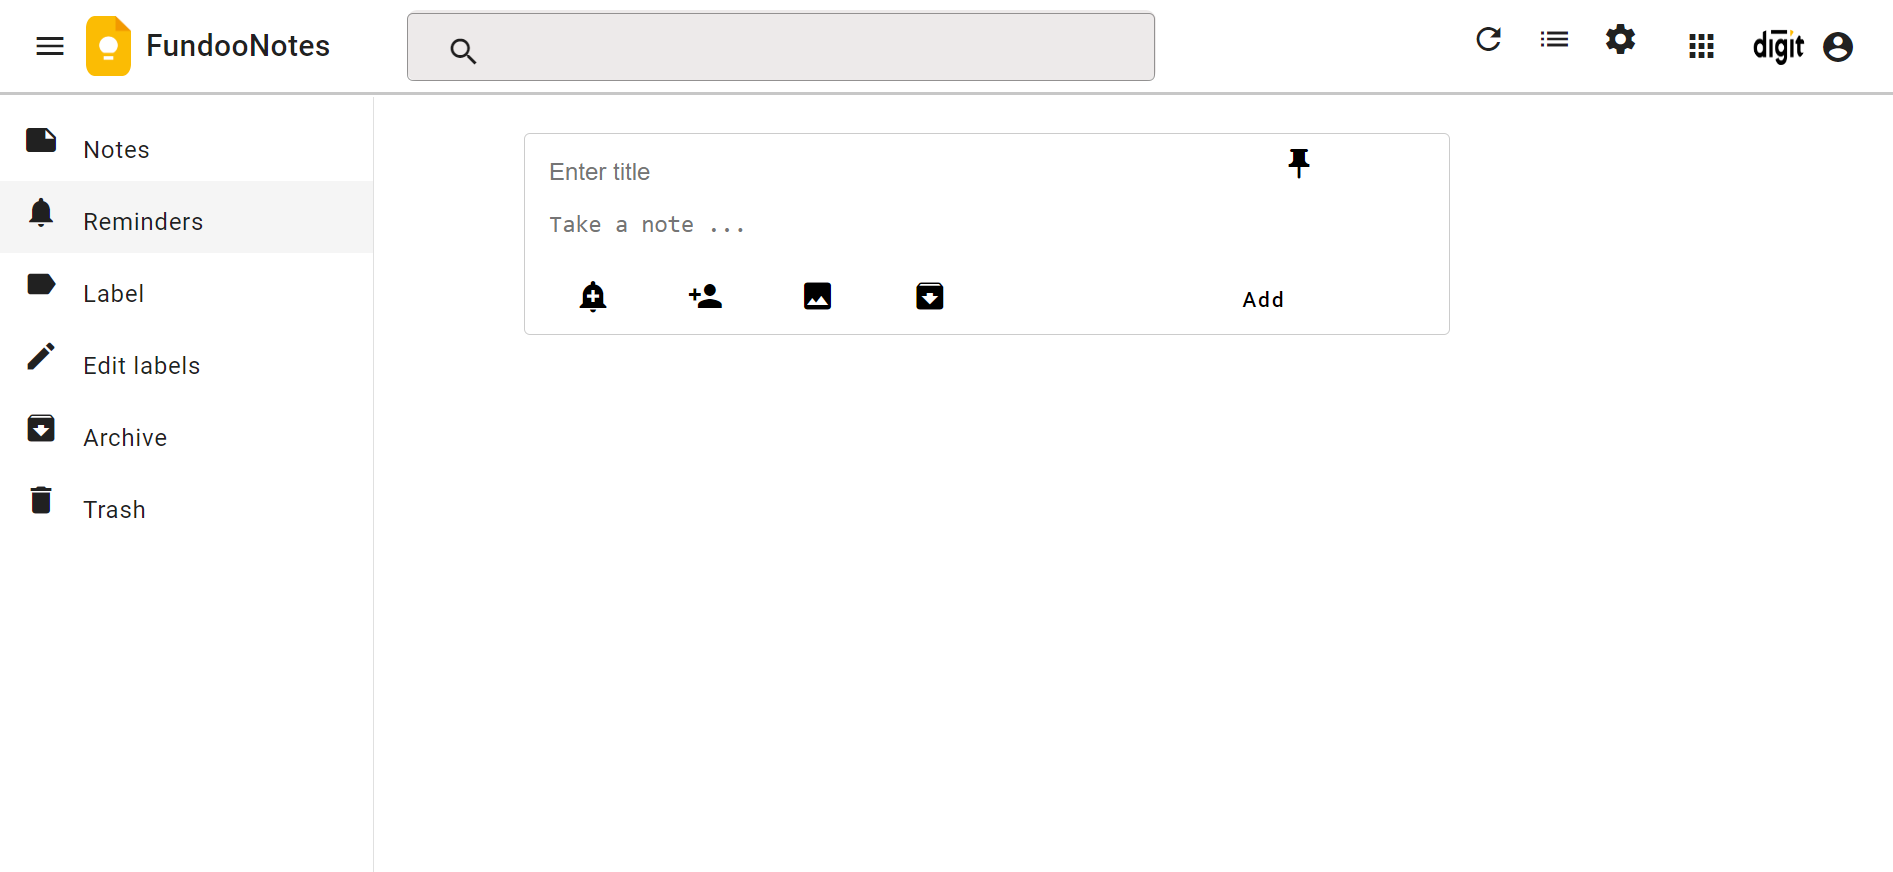 FundooNotes
digit
Notes
Reminders
Label
Edit labels
Archive
Trash
Enter title
Take a note ...
Add